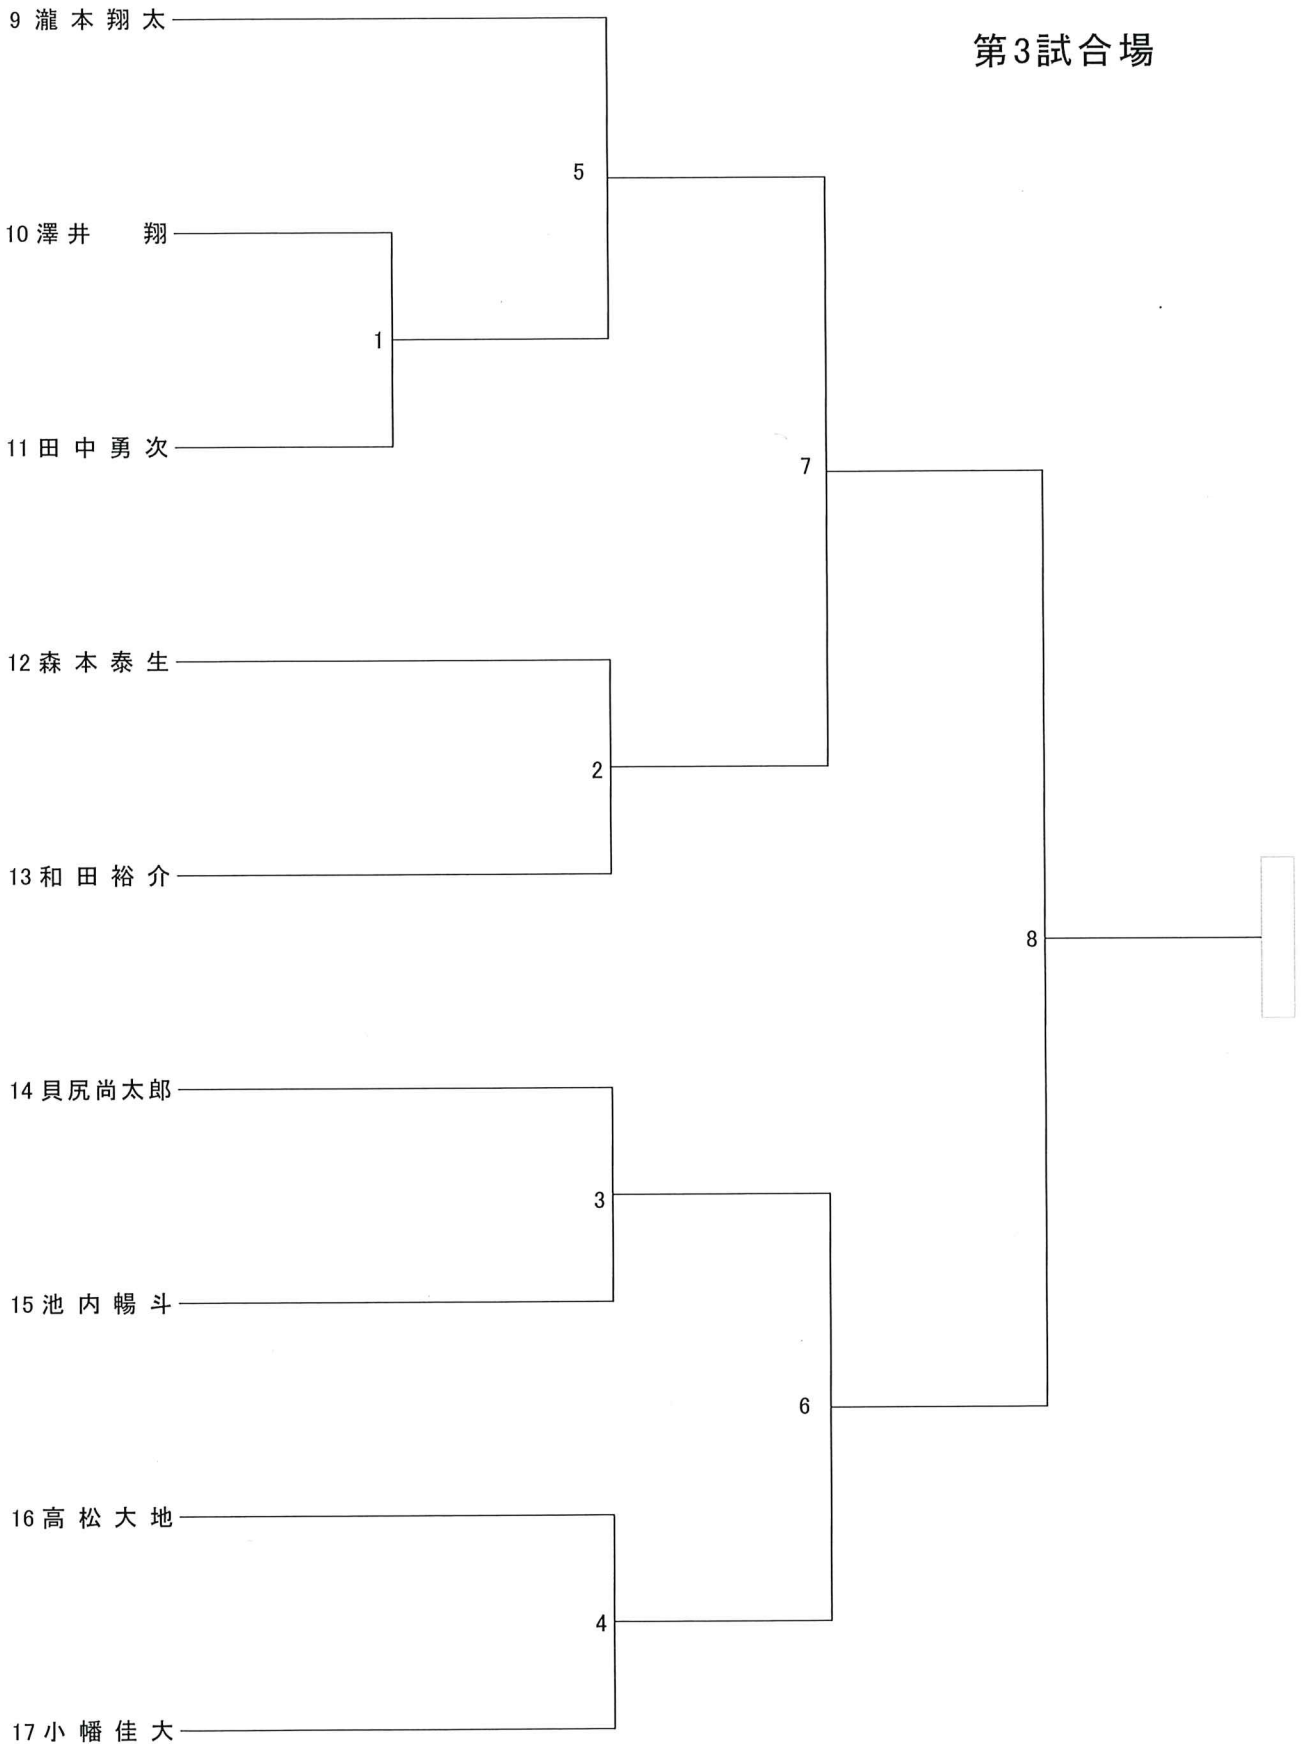 9 瀧本翔太
第3試合場
5
10 澤井 翔
1
11 田中勇次
7
12 森本泰生
2
13 和田裕介
8
14 貝尻尚太郎
3
15 池内暢斗
6
16 高松大地
4
17 小幡佳大